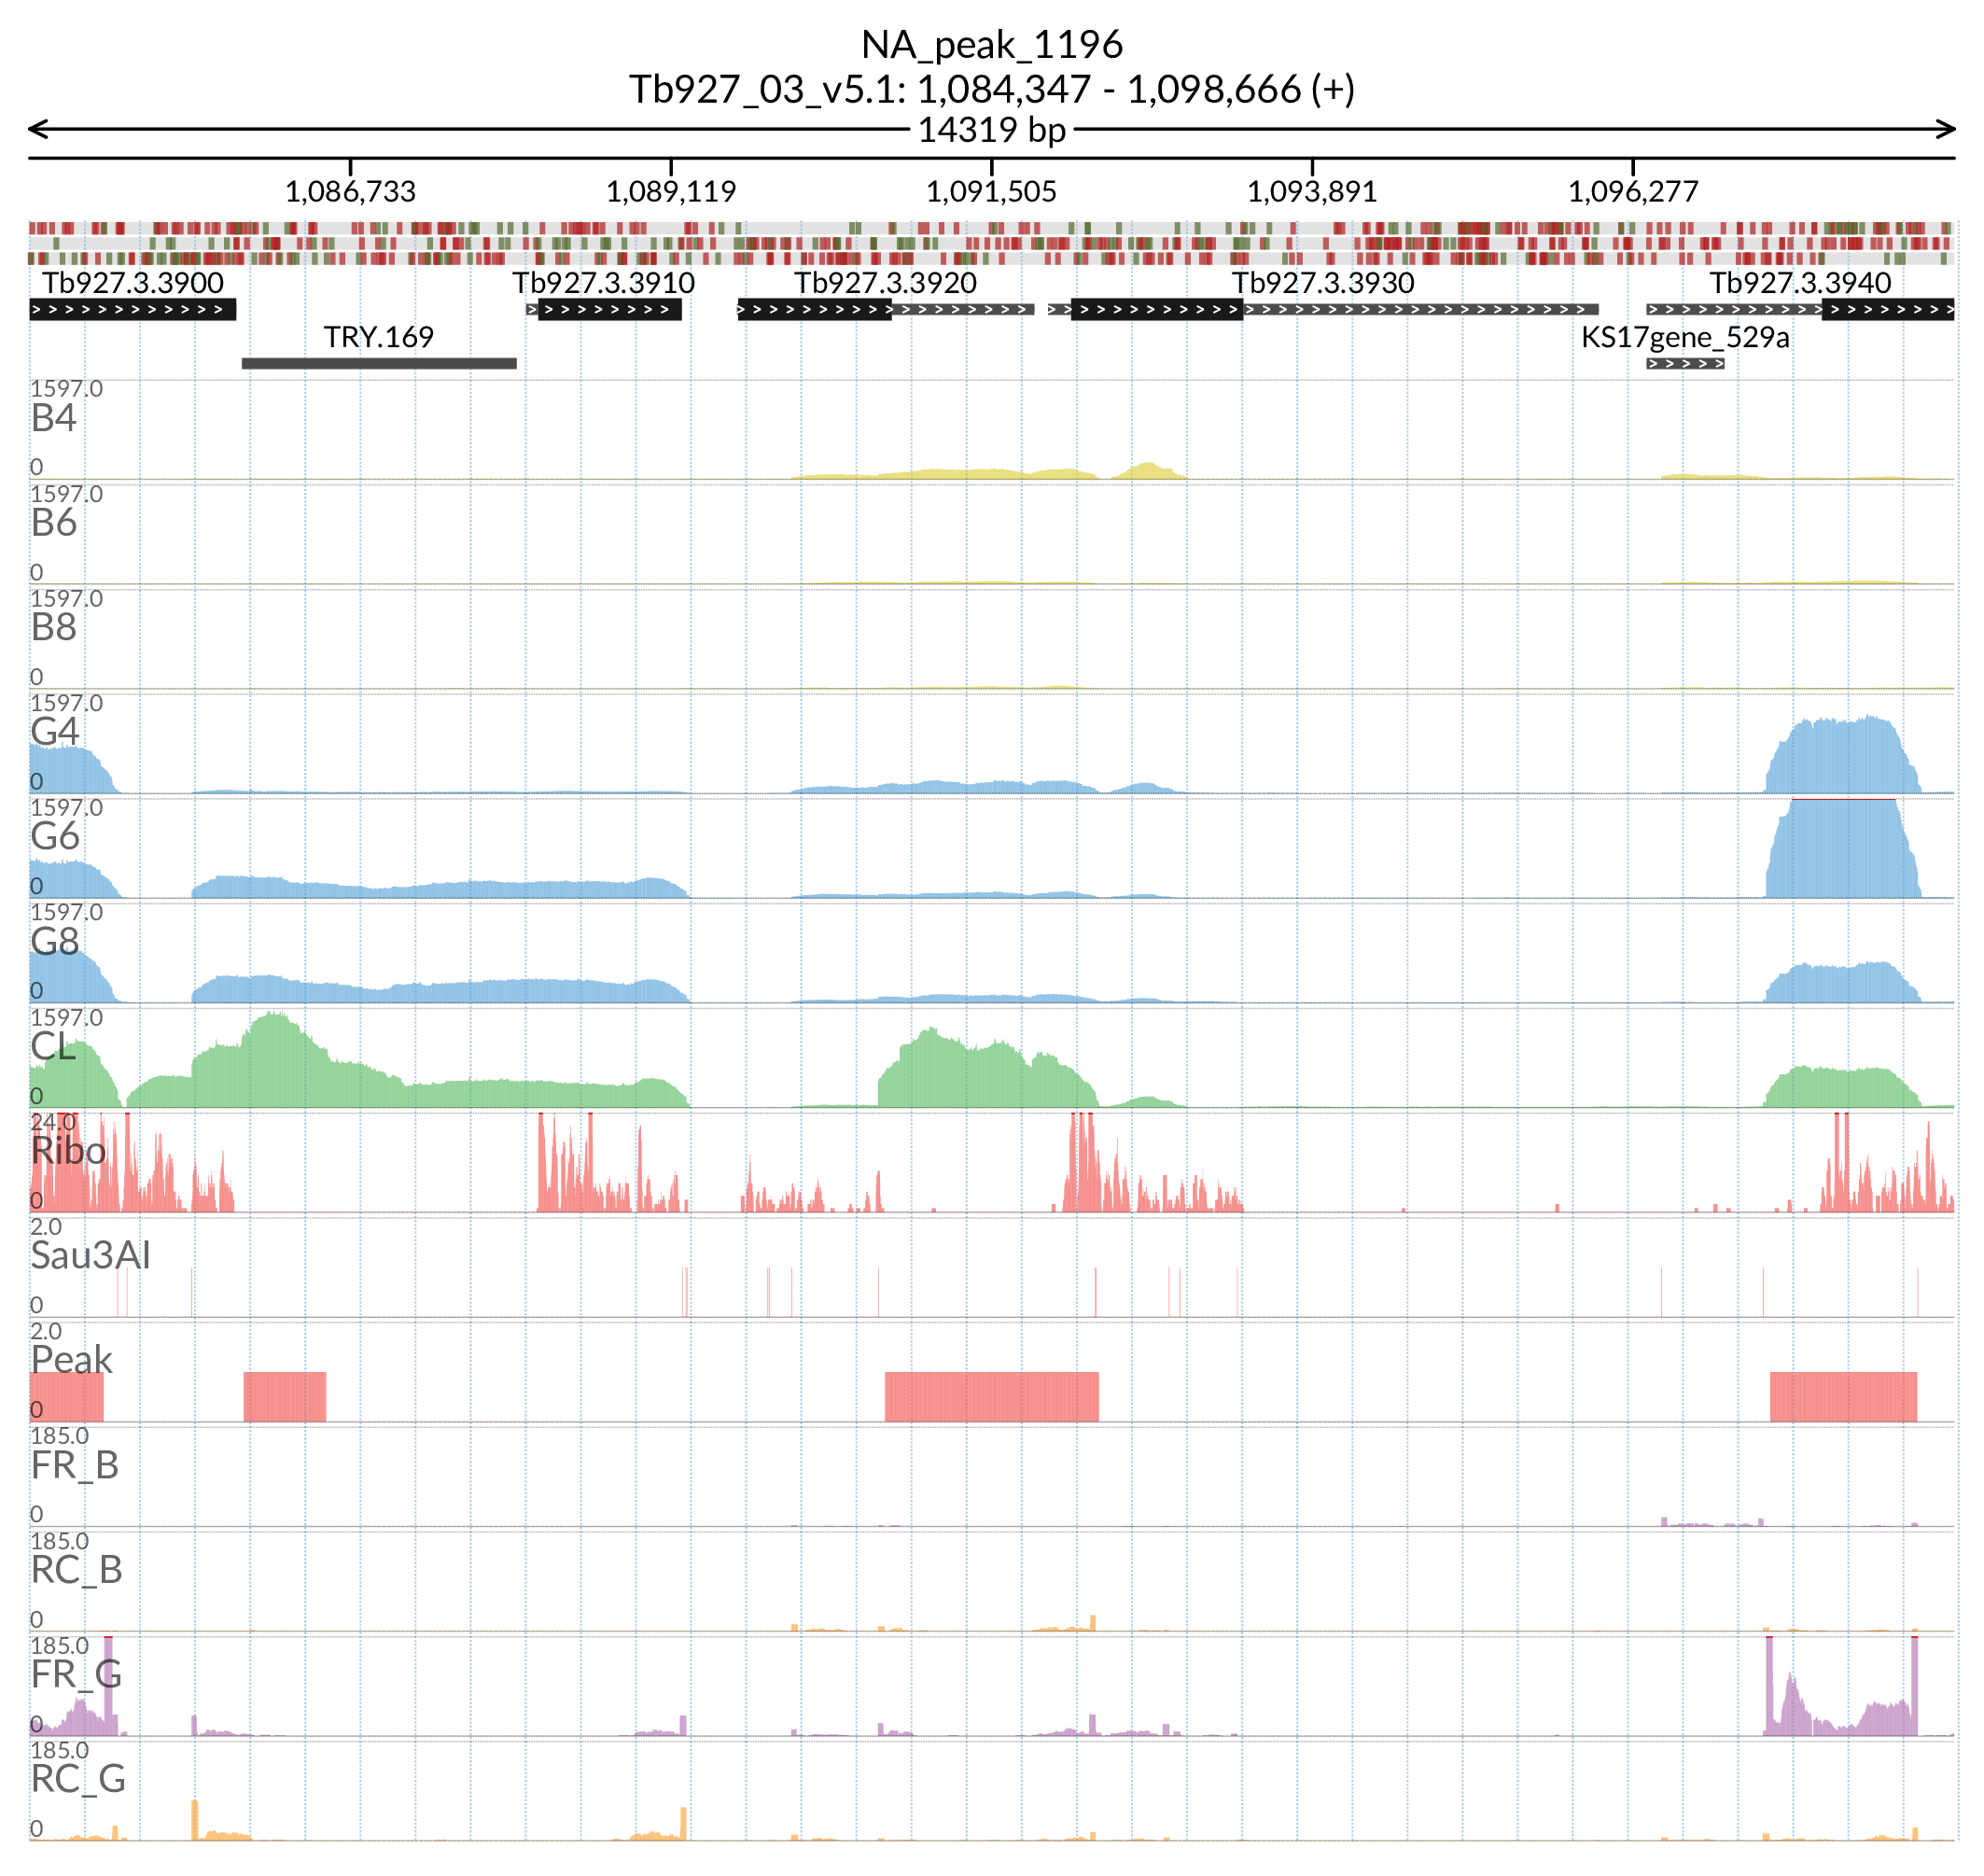 NA_peak_1196
Tb927_03_v5.1: 1,084,347 - 1,098,666 (+)
14319 bp
1,086,733 1,089,119 1,091,505 1,093,891 1,096,277
Tb927.3.3900 Tb927.3.3910 Tb927.3.3920 Tb927.3.3930 Tb927.3.3940
TRY.169 KS17gene_529a
1597.0
B4
0
1597.0
B6
0
1597.0
B8
0
1597.0
G4
0
1597.0
G6
0
1597.0
G8
0
1597.0
CL
0
24.0
Ribo
0
2.0
Sau3AI
0
2.0
Peak
0
185.0
FR_B
0
185.0
RC_B
0
185.0
FR_G
0
185.0
RC_G
0